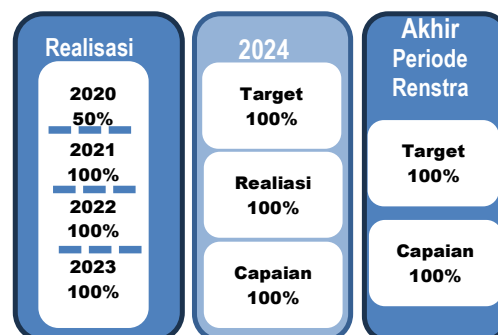 Realisasi
2020
50%
2021
100%
2022
100%
2023
100%
2024
Target
100%
Realiasi
100%
Capaian
100%
Akhir
Periode
Renstra
Target
100%
Capaian
100%